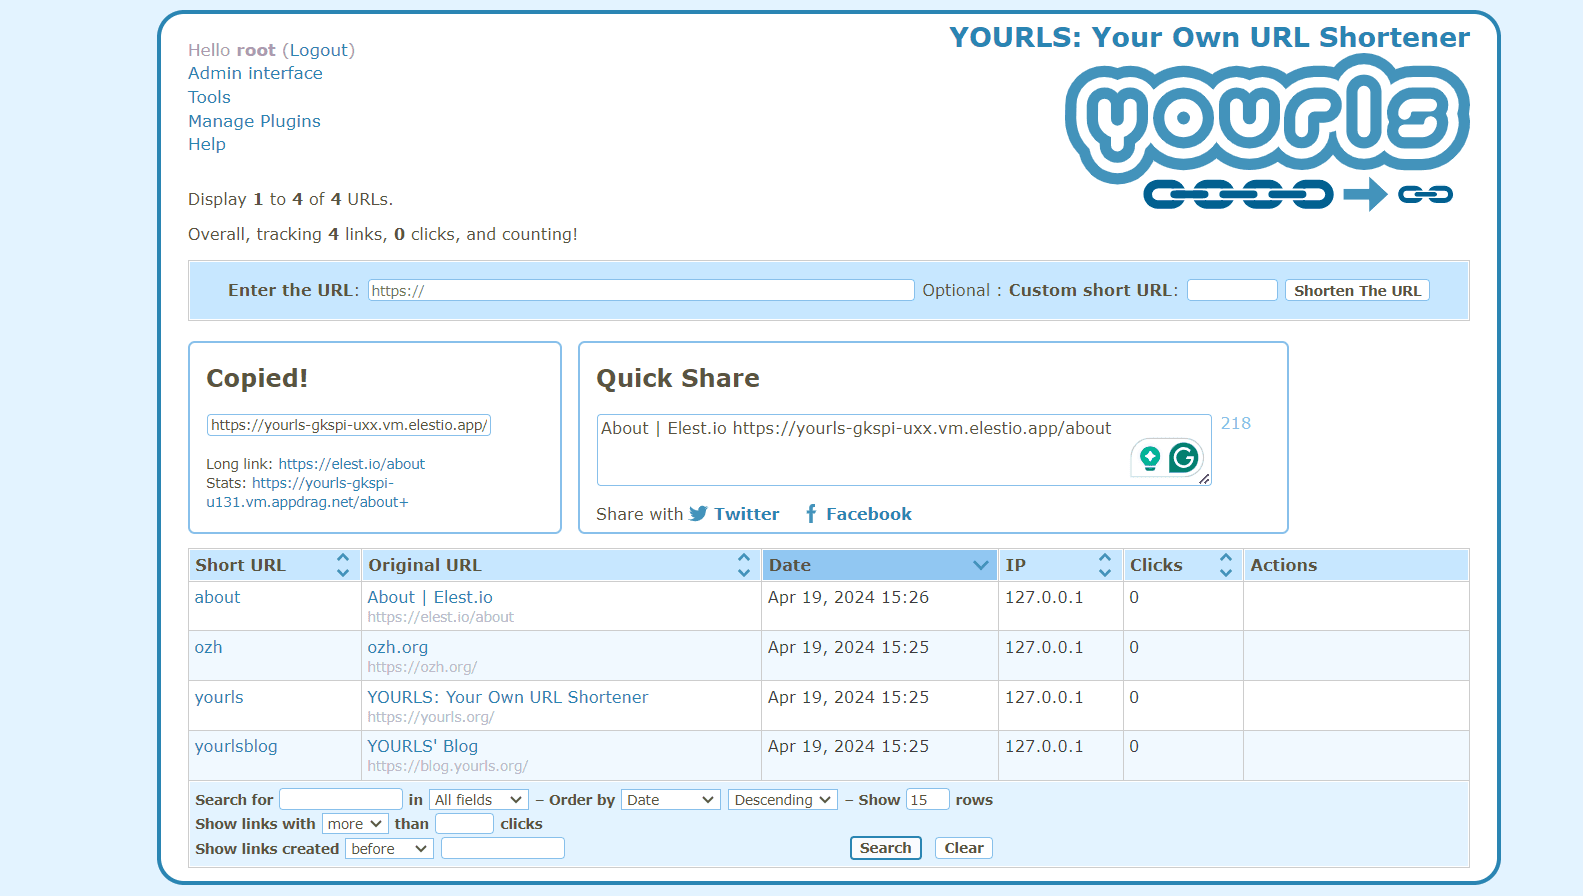 Hello root (Logout)
Admin interface
Tools
Manage Plugins
Help
YOURLS: Your Own URL Shortener
yourls
Display 1 to 4 of 4 URLs.
Overall, tracking 4 links, 0 clicks, and counting!
Enter the URL: https:// Optional : Custom short URL: Shorten The URL
Copied!
https://yourls-gkspi-uxx.vm.elestio.app/
Long link: https://elest.io/about
Stats: https://yourls-gkspi-
u131.vm.appdrag.net/about+
Quick Share
About | Elest.io https://yourls-gkspi-uxx.vm.elestio.app/about
218
Share with Twitter Facebook
Short URL Original URL Date IP Clicks Actions
about About | Elest.io Apr 19, 2024 15:26 127.0.0.1 0
https://elest.io/about
ozh ozh.org Apr 19, 2024 15:25 127.0.0.1 0
https://ozh.org/
yourls YOURLS: Your Own URL Shortener Apr 19, 2024 15:25 127.0.0.1 0
https://yourls.org/
yourlsblog YOURLS' Blog Apr 19, 2024 15:25 127.0.0.1 0
https://blog.yourls.org/
Search for in All fields – Order by Date Descending – Show 15 rows
Show links with more than clicks
Show links created before Search Clear